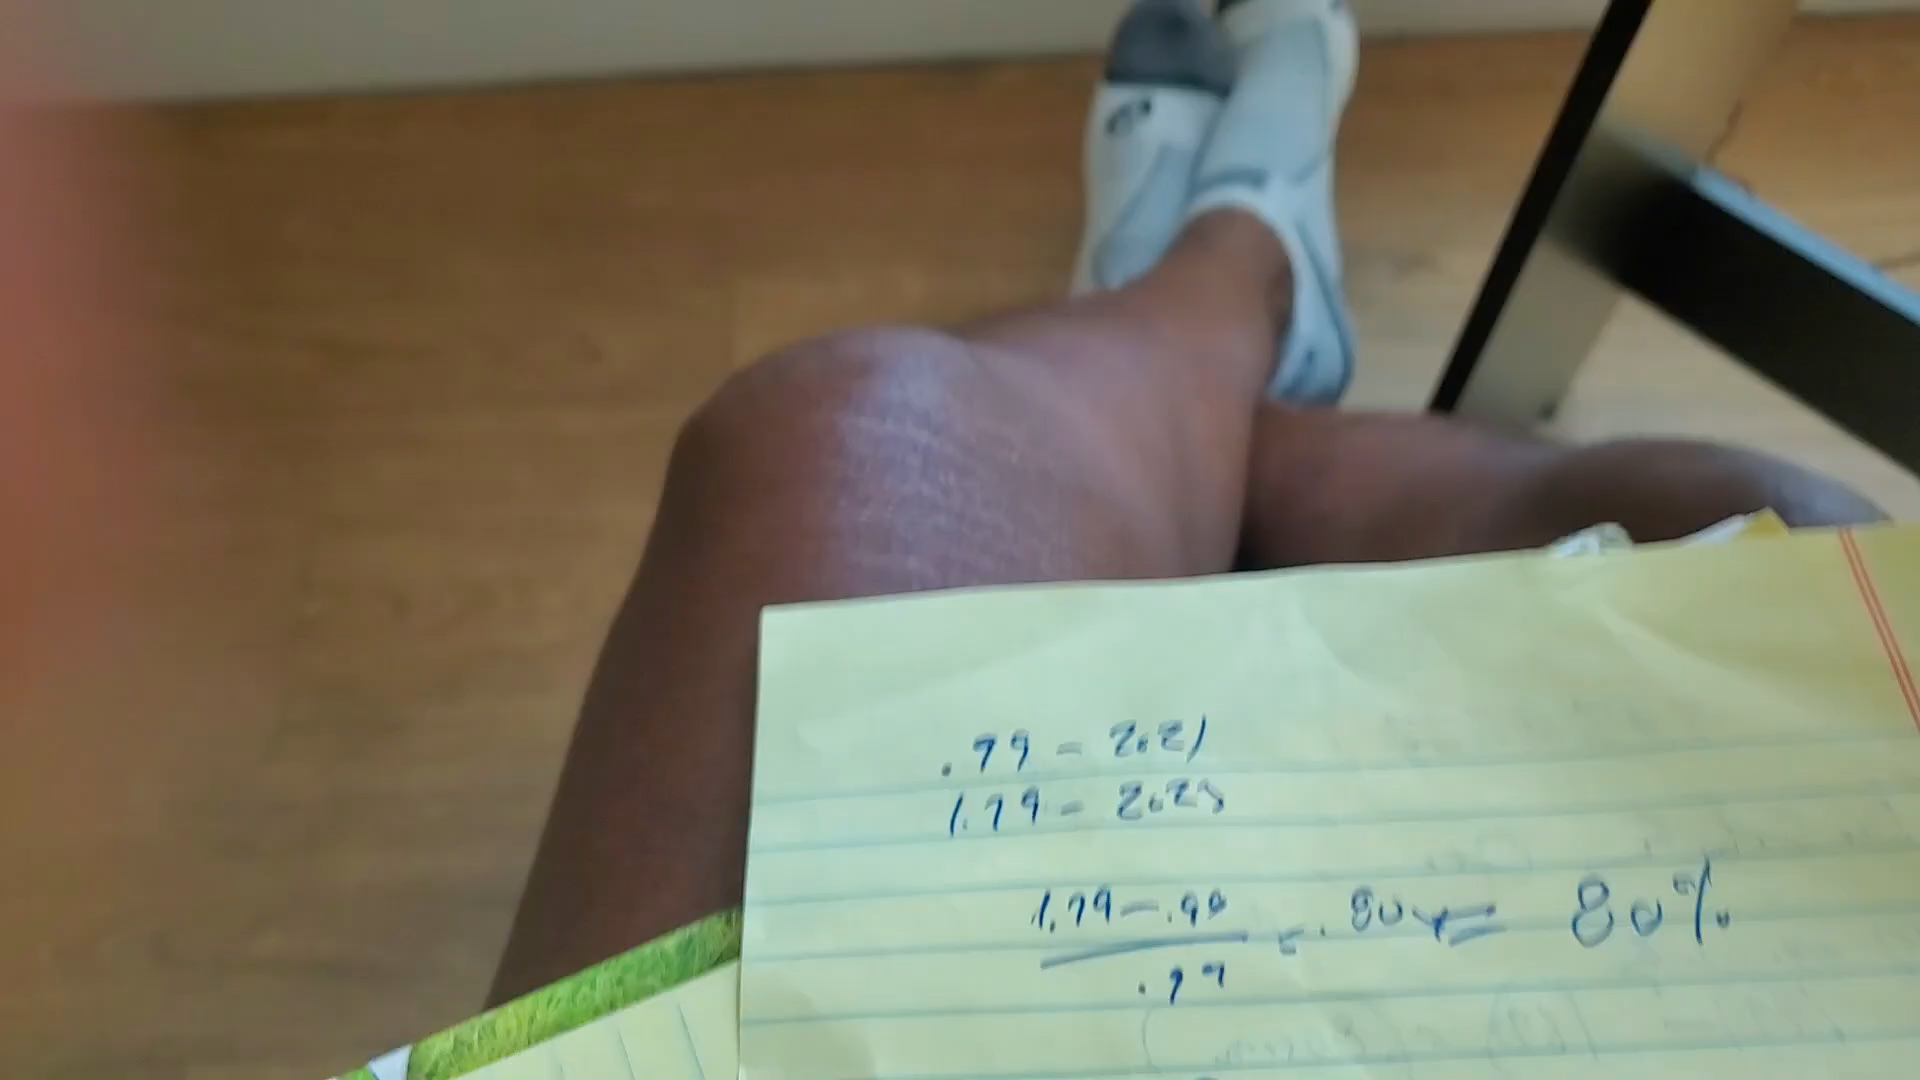 .99 - 2021
1.79 - 2025
1.79 - .99
.99
= .80
= 80%